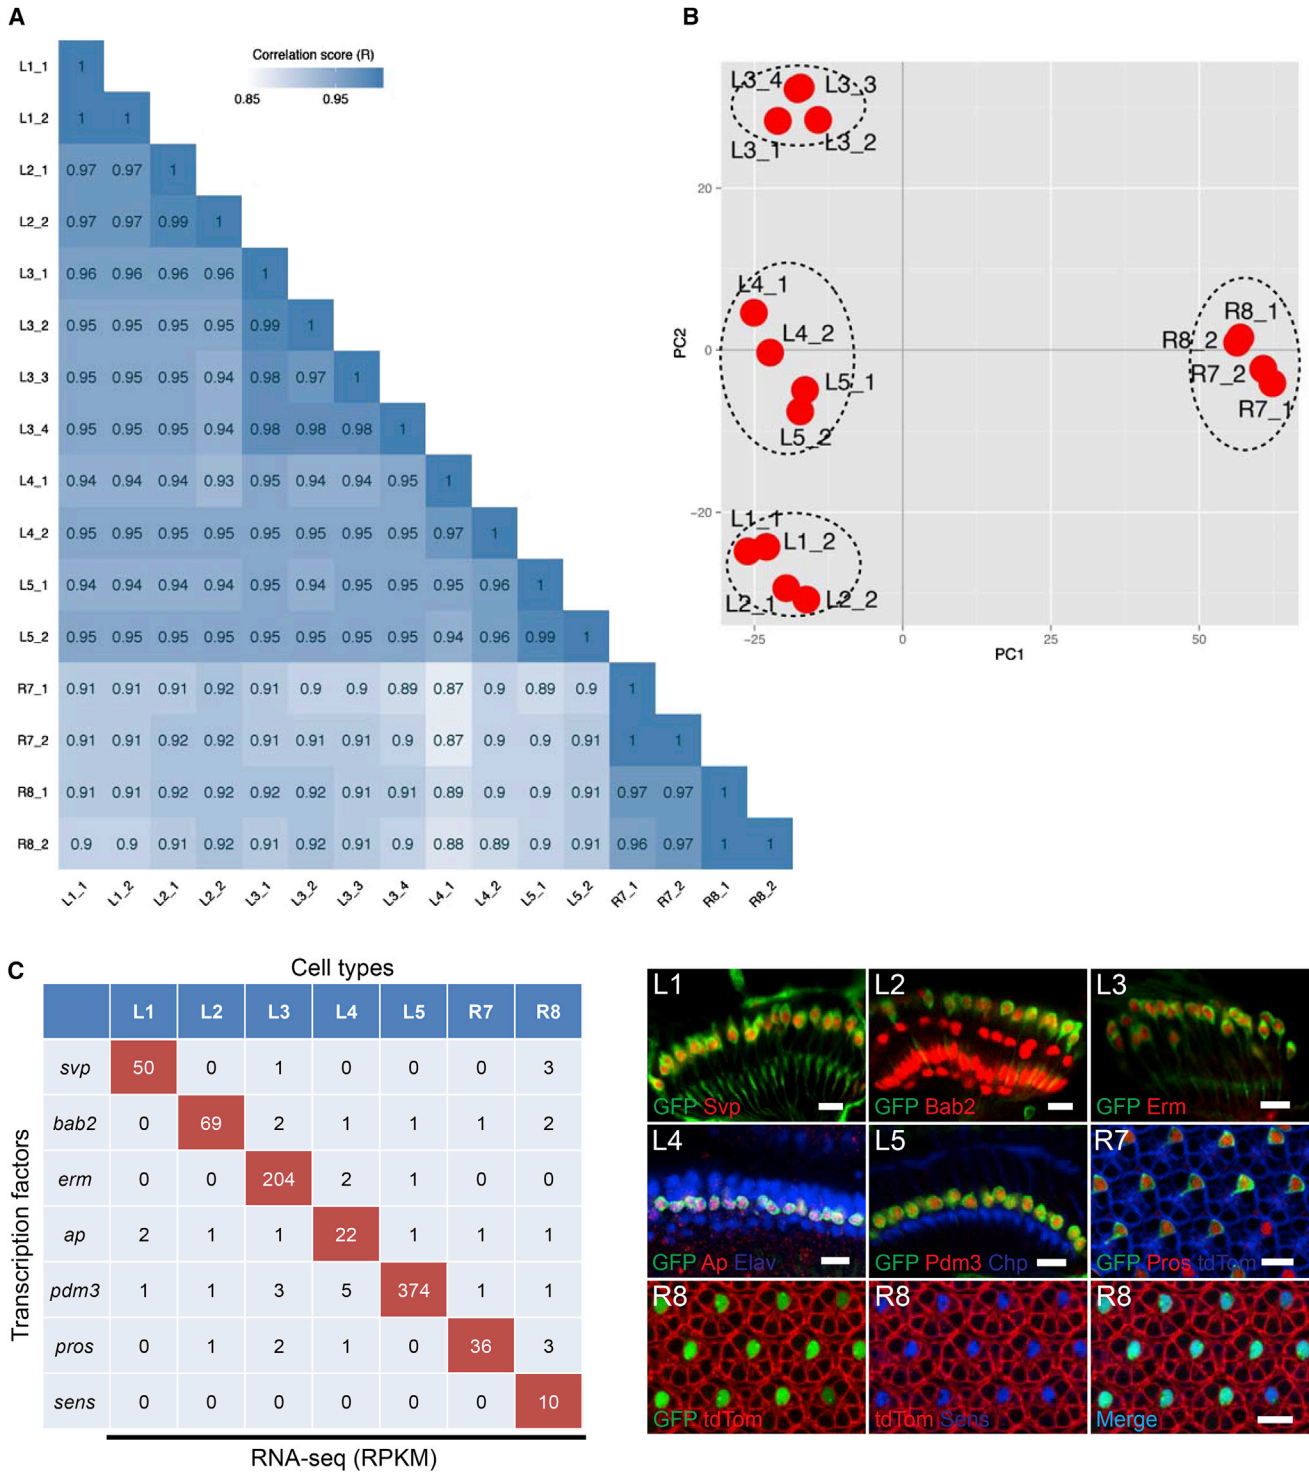 A
Correlation score (R)
0.85 0.95
L1_1 1
L1_2 1 1
L2_1 0.97 0.97 1
L2_2 0.97 0.97 0.99 1
L3_1 0.96 0.96 0.96 0.96 1
L3_2 0.95 0.95 0.95 0.95 0.99 1
L3_3 0.95 0.95 0.95 0.94 0.98 0.97 1
L3_4 0.95 0.95 0.95 0.94 0.98 0.98 0.98 1
L4_1 0.94 0.94 0.94 0.93 0.95 0.94 0.94 0.95 1
L4_2 0.95 0.95 0.95 0.95 0.95 0.95 0.95 0.95 0.97 1
L5_1 0.94 0.94 0.94 0.94 0.95 0.94 0.95 0.95 0.95 0.96 1
L5_2 0.95 0.95 0.95 0.95 0.95 0.95 0.95 0.95 0.94 0.96 0.99 1
R7_1 0.91 0.91 0.91 0.92 0.91 0.9 0.9 0.89 0.87 0.9 0.89 0.9 1
R7_2 0.91 0.91 0.92 0.92 0.91 0.91 0.91 0.9 0.87 0.9 0.9 0.91 1 1
R8_1 0.91 0.91 0.92 0.92 0.92 0.92 0.91 0.91 0.89 0.9 0.9 0.91 0.97 0.97 1
R8_2 0.9 0.9 0.91 0.92 0.91 0.92 0.91 0.9 0.88 0.89 0.9 0.91 0.96 0.97 1 1
L1_1 L1_2 L2_1 L2_2 L3_1 L3_2 L3_3 L3_4 L4_1 L4_2 L5_1 L5_2 R7_1 R7_2 R8_1 R8_2
B
L3_4 L3_3
L3_1 L3_2
20
L4_1
L4_2
R8_1
R8_2
PC2
0
R7_2
L5_1
R7_1
L5_2
−20
L1_1
L1_2
L2_1 L2_2
−25 0 25 50
PC1
C
Cell types
L1 L2 L3 L4 L5 R7 R8
Transcription factors
svp 50 0 1 0 0 0 3
bab2 0 69 2 1 1 1 2
erm 0 0 204 2 1 0 0
ap 2 1 1 22 1 1 1
pdm3 1 1 3 5 374 1 1
pros 0 1 2 1 0 36 3
sens 0 0 0 0 0 0 10
RNA-seq (RPKM)
L1
GFP Svp
L2
GFP Bab2
L3
GFP Erm
L4
GFP Ap Elav
L5
GFP Pdm3 Chp
R7
GFP Pros tdTom
R8
GFP tdTom
R8
tdTom Sens
R8
Merge